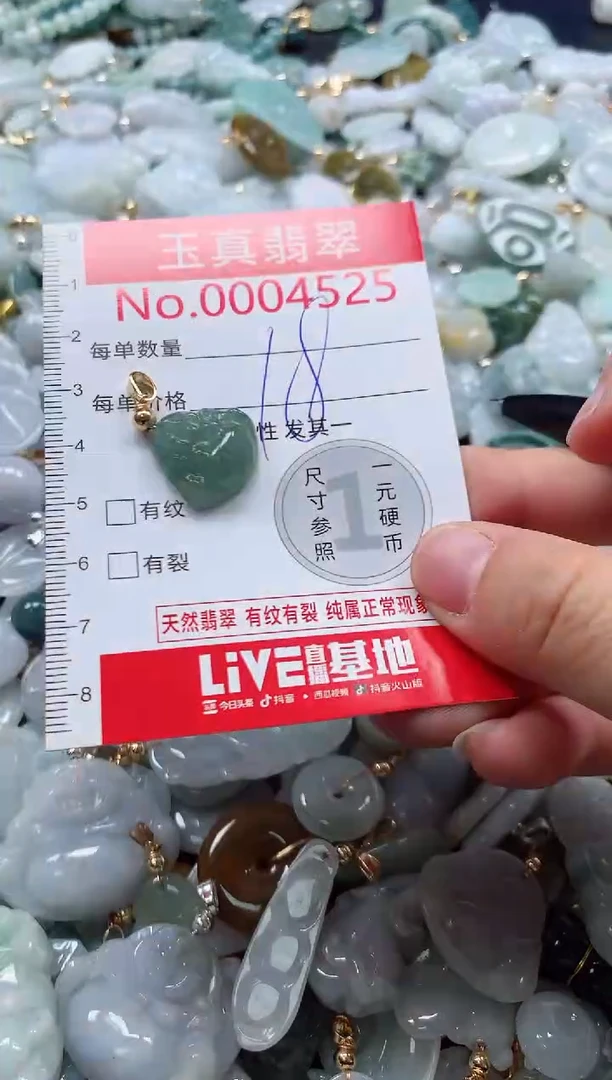 玉真翡翠
No.0004525
每单数量
18
每单价格
性发其一
有纹
有裂
尺寸参照
1
一元硬币
天然翡翠 有纹有裂 纯属正常现象
LiVE直播基地
今日头条 抖音 西瓜视频 抖音火山版
0
1
2
3
4
5
6
7
8